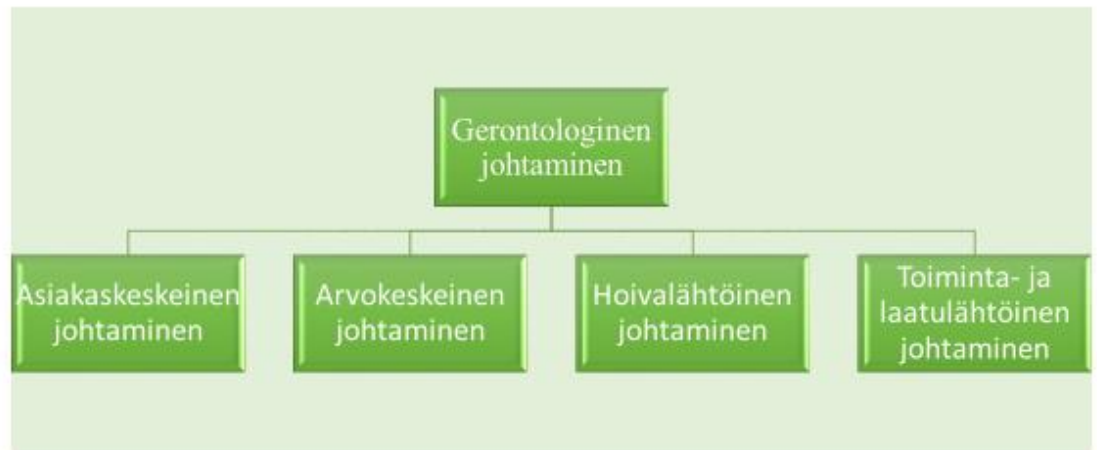 Gerontologinen
johtaminen
Asiakaskeskeinen
johtaminen
Arvokeskeinen
johtaminen
Hoivalähtöinen
johtaminen
Toiminta- ja
laatulähtöinen
johtaminen